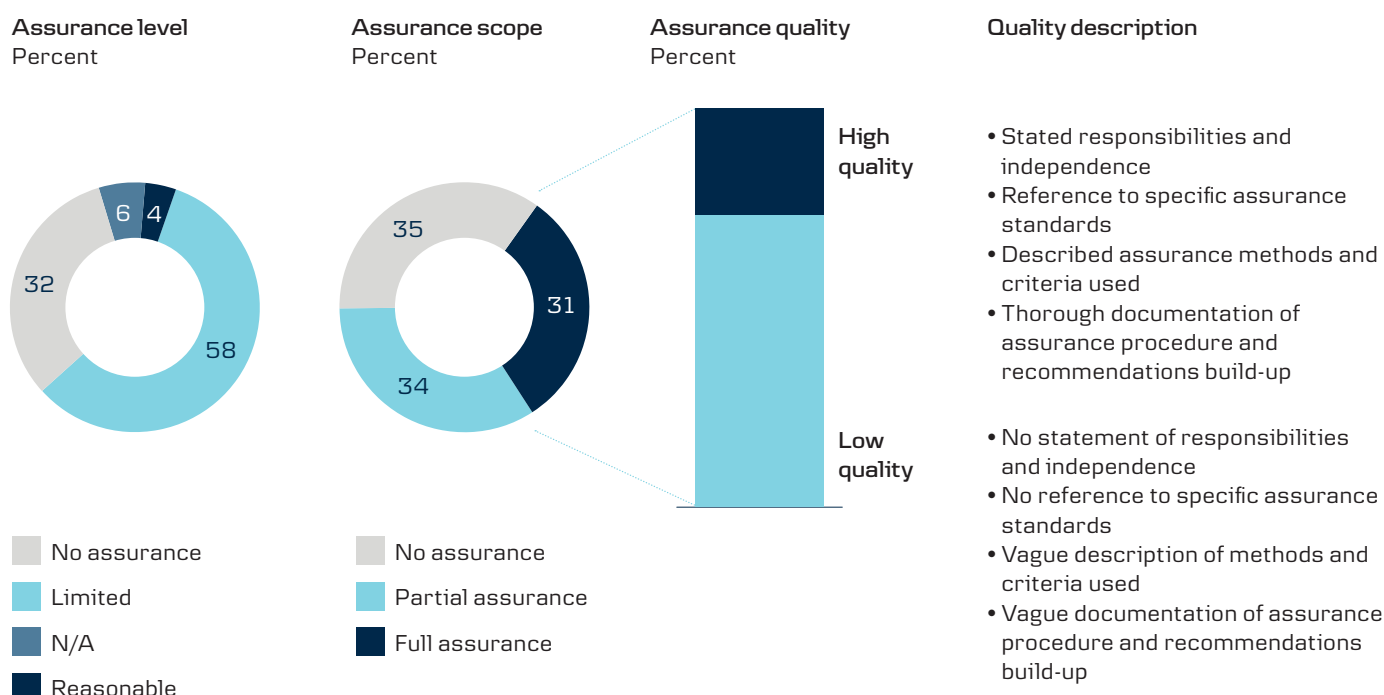 Assurance level
Percent
Assurance scope
Percent
Assurance quality
Percent
Quality description
6
4
32
58
No assurance
Limited
N/A
Reasonable
35
31
34
No assurance
Partial assurance
Full assurance
High
quality
Low
quality
• Stated responsibilities and
independence
• Reference to specific assurance
standards
• Described assurance methods and
criteria used
• Thorough documentation of
assurance procedure and
recommendations build-up
• No statement of responsibilities
and independence
• No reference to specific assurance
standards
• Vague description of methods and
criteria used
• Vague documentation of assurance
procedure and recommendations
build-up